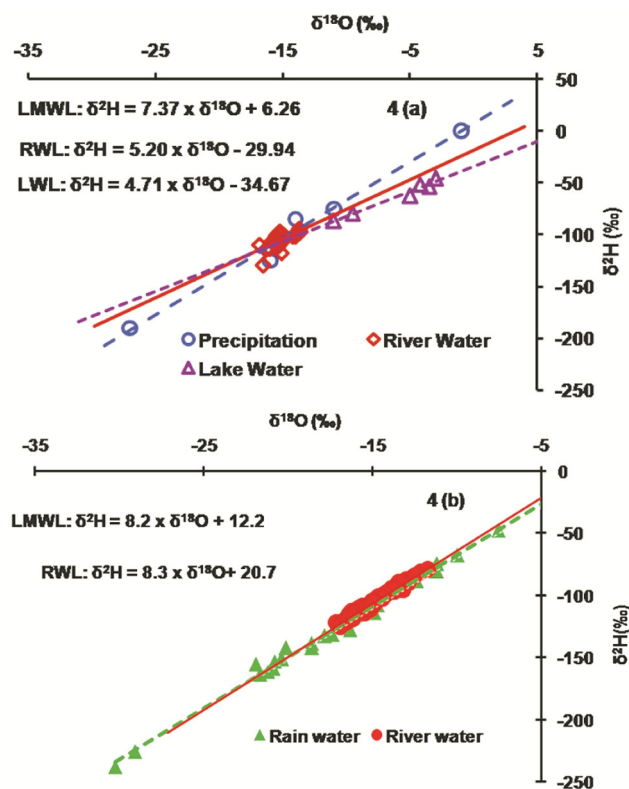 δ¹⁸O (‰)
-35 -25 -15 -5 5
50
LMWL: δ²H = 7.37 x δ¹⁸O + 6.26
4 (a)
0
RWL: δ²H = 5.20 x δ¹⁸O - 29.94
-50
LWL: δ²H = 4.71 x δ¹⁸O - 34.67
-100
δ²H (‰)
-150
Precipitation River Water
-200
Lake Water
-250
δ¹⁸O (‰)
-35 -25 -15 -5
0
LMWL: δ²H = 8.2 x δ¹⁸O + 12.2
4 (b)
-50
RWL: δ²H = 8.3 x δ¹⁸O+ 20.7
-100
δ²H(‰)
-150
-200
Rain water River water
-250